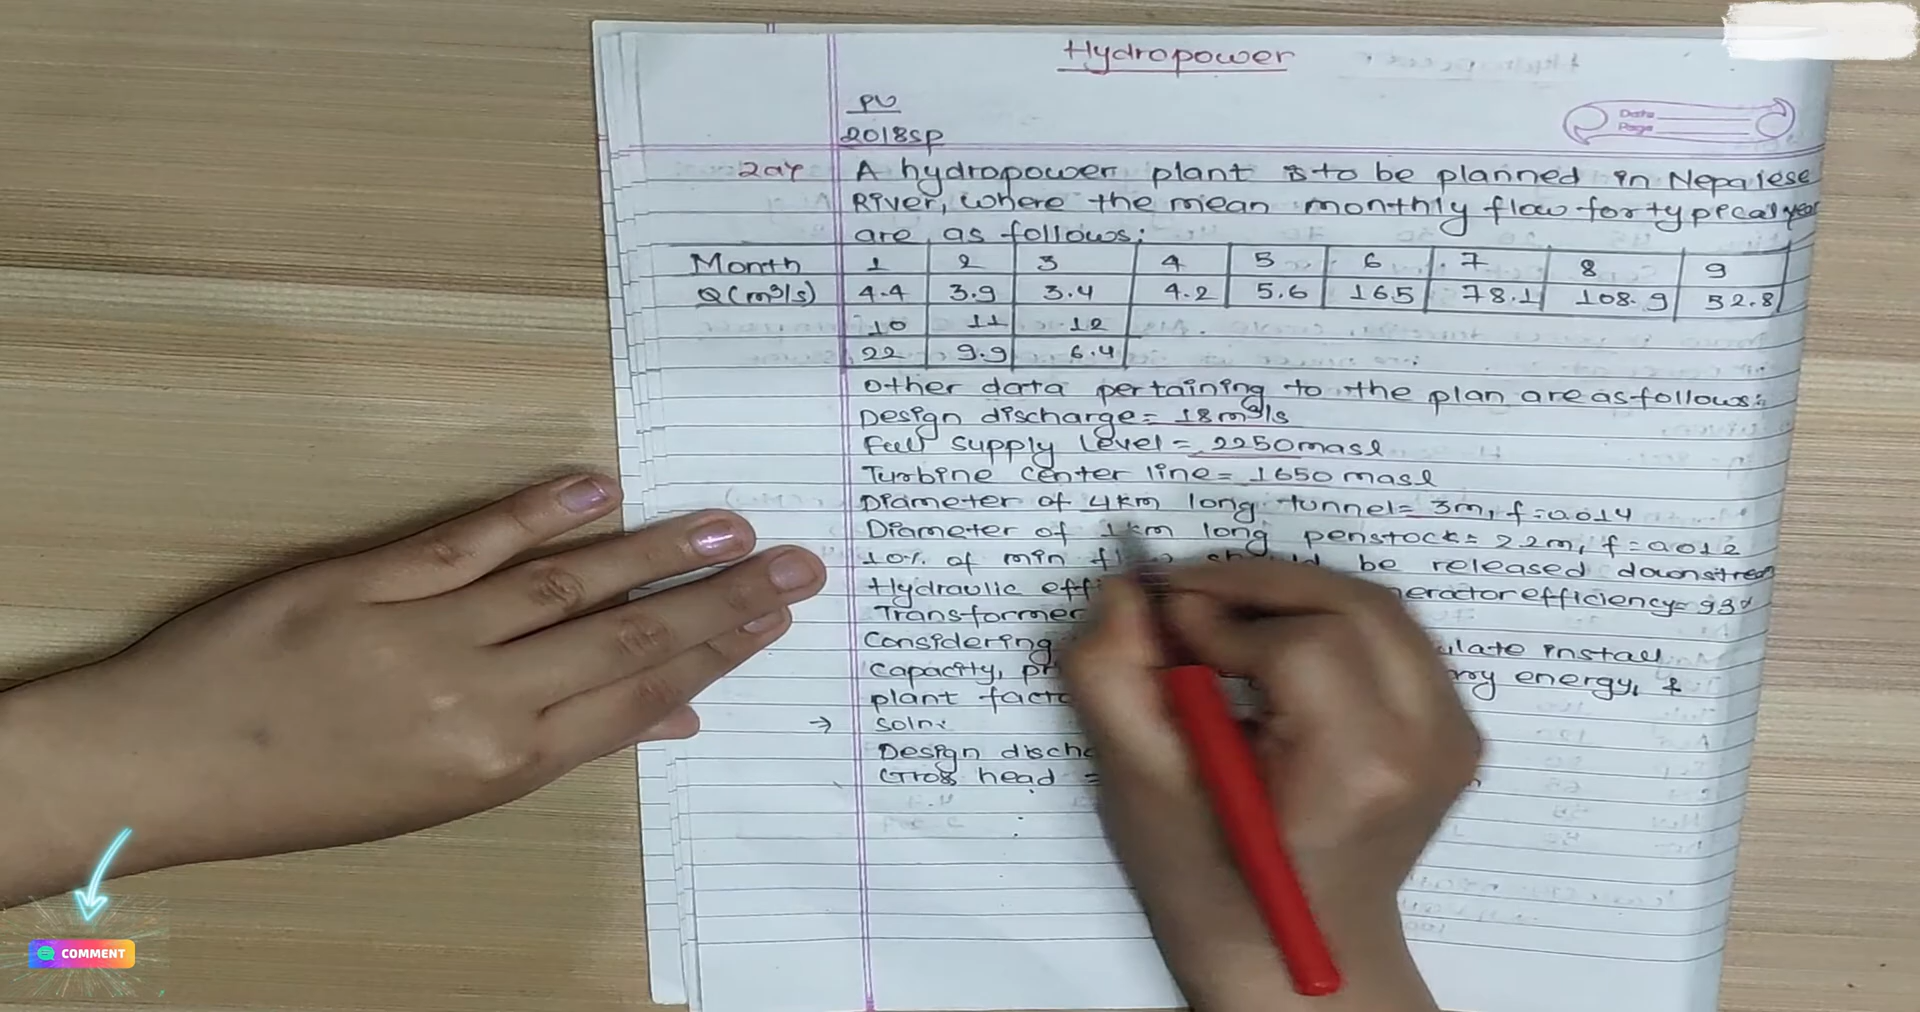 Hydropower
PU
2018sp
Date
Page
2a) A hydropower plant is to be planned in Nepalese
River, where the mean monthly flow for typical year
are as follows:
Month 1 2 3 4 5 6 7 8 9
Q(m³/s) 4.4 3.9 3.4 4.2 5.6 16.5 78.1 108.9 52.8
10 11 12
22 9.9 6.4
Other data pertaining to the plan are as follows:
Design discharge = 18m³/s
Full supply level = 2250masl
Turbine center line = 1650 masl
Diameter of 4km long tunnel = 3m, f=0.014
Diameter of 1km long penstock = 2.2m, f=0.012
10% of min should be released downstream
Hydraulic efficiency = 93%
Transformer
Considering install
Capacity, energy, &
plant
→ Soln:
Design
Gross head =
COMMENT